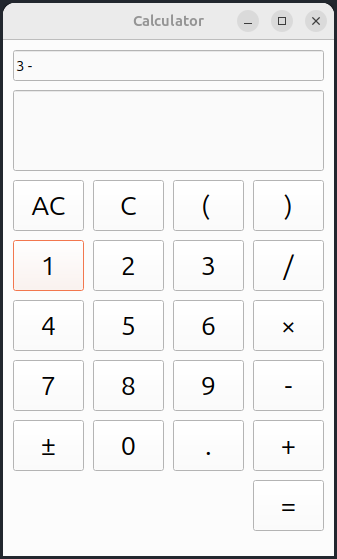 Calculator
3 -
AC C ( )
1 2 3 /
4 5 6 ×
7 8 9 -
± 0 . +
=